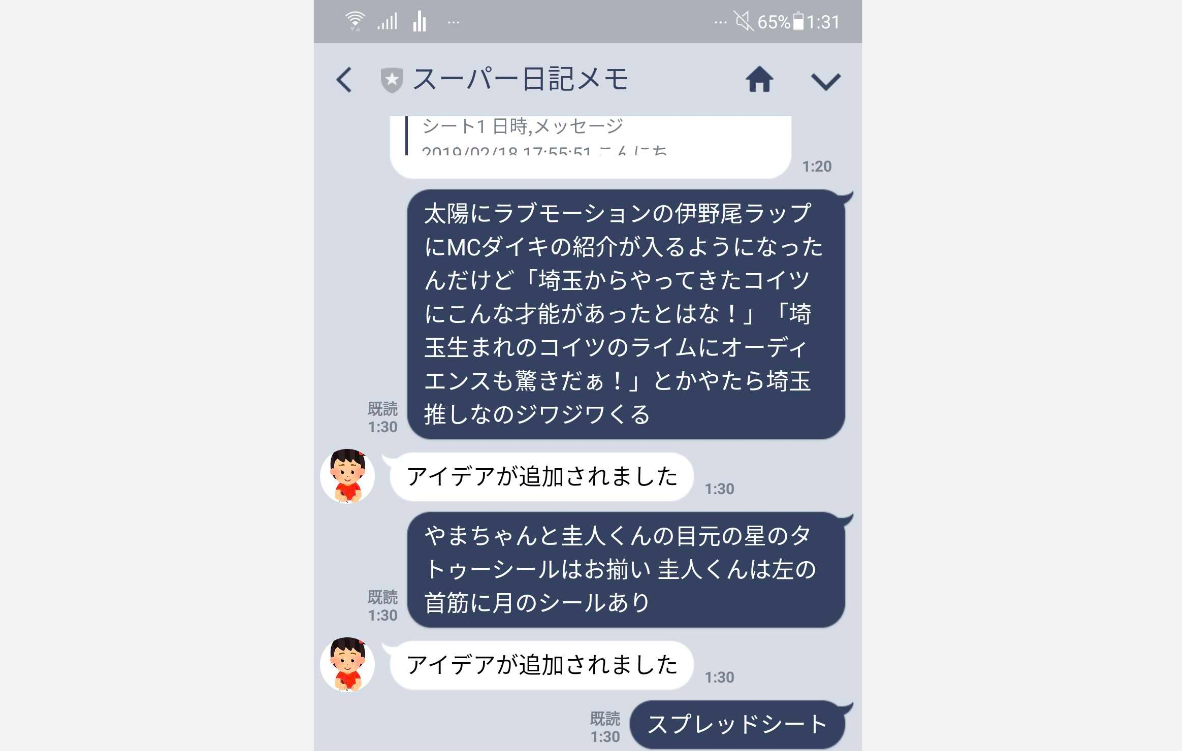 65% 1:31
スーパー日記メモ
シート1 日時,メッセージ
2019/02/18 17:55:51 こんにち
1:20
太陽にラブモーションの伊野尾ラップ
にMCダイキの紹介が入るようになった
んだけど「埼玉からやってきたコイツ
にこんな才能があったとはな！」「埼
玉生まれのコイツのライムにオーディ
エンスも驚きだぁ！」とかやたら埼玉
推しなのジワジワくる
既読
1:30
アイデアが追加されました
1:30
やまちゃんと圭人くんの目元の星のタ
トゥーシールはお揃い 圭人くんは左の
首筋に月のシールあり
既読
1:30
アイデアが追加されました
1:30
スプレッドシート
既読
1:30